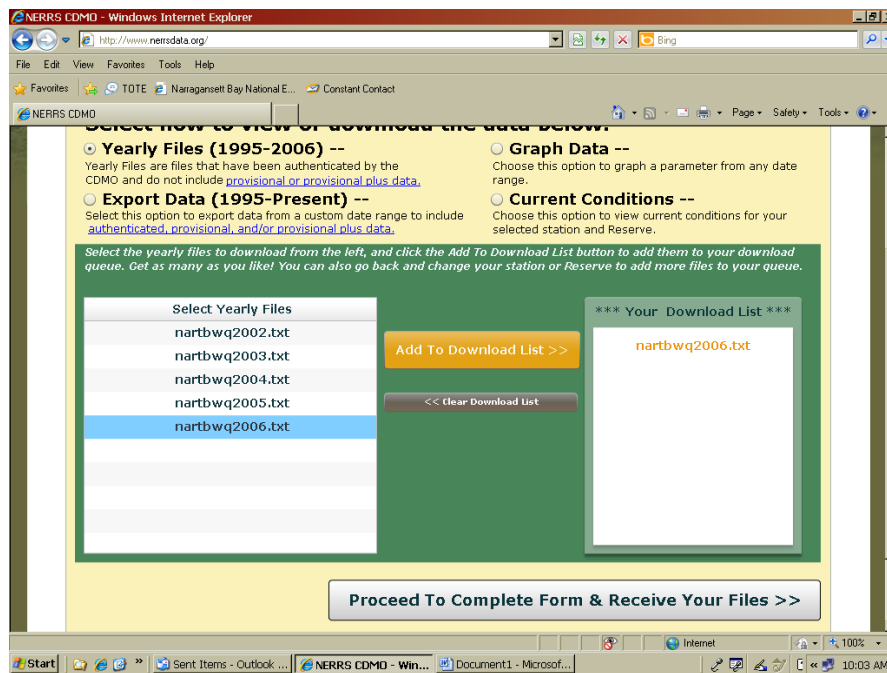 NERRS CDMO - Windows Internet Explorer
http://www.nerrsdata.org/
Bing
File Edit View Favorites Tools Help
Favorites TOTE Narragansett Bay National E... Constant Contact
NERRS CDMO
Page Safety Tools
Select how to view or download the data below:
Yearly Files (1995-2006) --
Yearly Files are files that have been authenticated by the
CDMO and do not include provisional or provisional plus data.
Graph Data --
Choose this option to graph a parameter from any date
range.
Export Data (1995-Present) --
Select this option to export data from a custom date range to include
authenticated, provisional, and/or provisional plus data.
Current Conditions --
Choose this option to view current conditions for your
selected station and Reserve.
Select the yearly files to download from the left, and click the Add To Download List button to add them to your download
queue. Get as many as you like! You can also go back and change your station or Reserve to add more files to your queue.
Select Yearly Files
nartbwq2002.txt
nartbwq2003.txt
nartbwq2004.txt
nartbwq2005.txt
nartbwq2006.txt
Add To Download List >>
<< Clear Download List
*** Your Download List ***
nartbwq2006.txt
Proceed To Complete Form & Receive Your Files >>
Internet
100%
Start
»
Sent Items - Outlook ...
NERRS CDMO - Win...
Document1 - Microsof...
«
10:03 AM